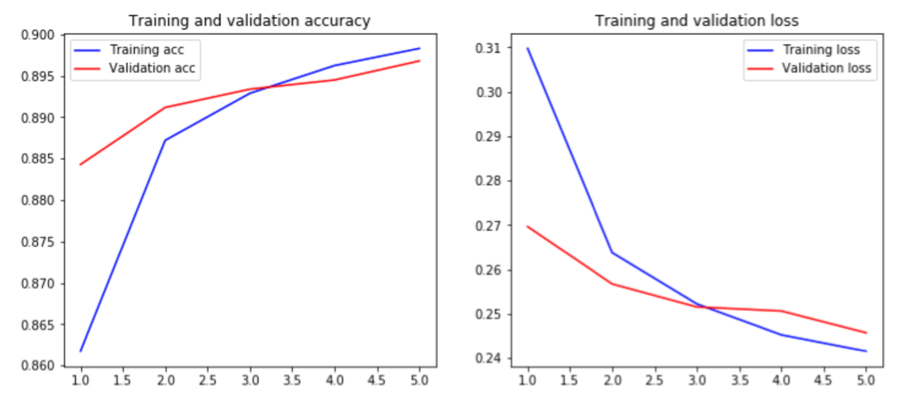 Training and validation accuracy
0.900
0.895
0.890
0.885
0.880
0.875
0.870
0.865
0.860
Training acc
Validation acc
1.0 1.5 2.0 2.5 3.0 3.5 4.0 4.5 5.0
Training and validation loss
0.31
0.30
0.29
0.28
0.27
0.26
0.25
0.24
Training loss
Validation loss
1.0 1.5 2.0 2.5 3.0 3.5 4.0 4.5 5.0